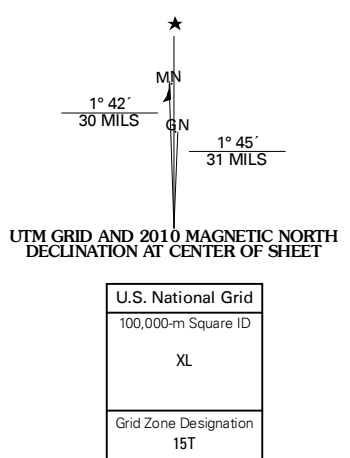 MN
1° 42´
30 MILS
GN
1° 45´
31 MILS
UTM GRID AND 2010 MAGNETIC NORTH
DECLINATION AT CENTER OF SHEET
U.S. National Grid
100,000-m Square ID
XL
Grid Zone Designation
15T